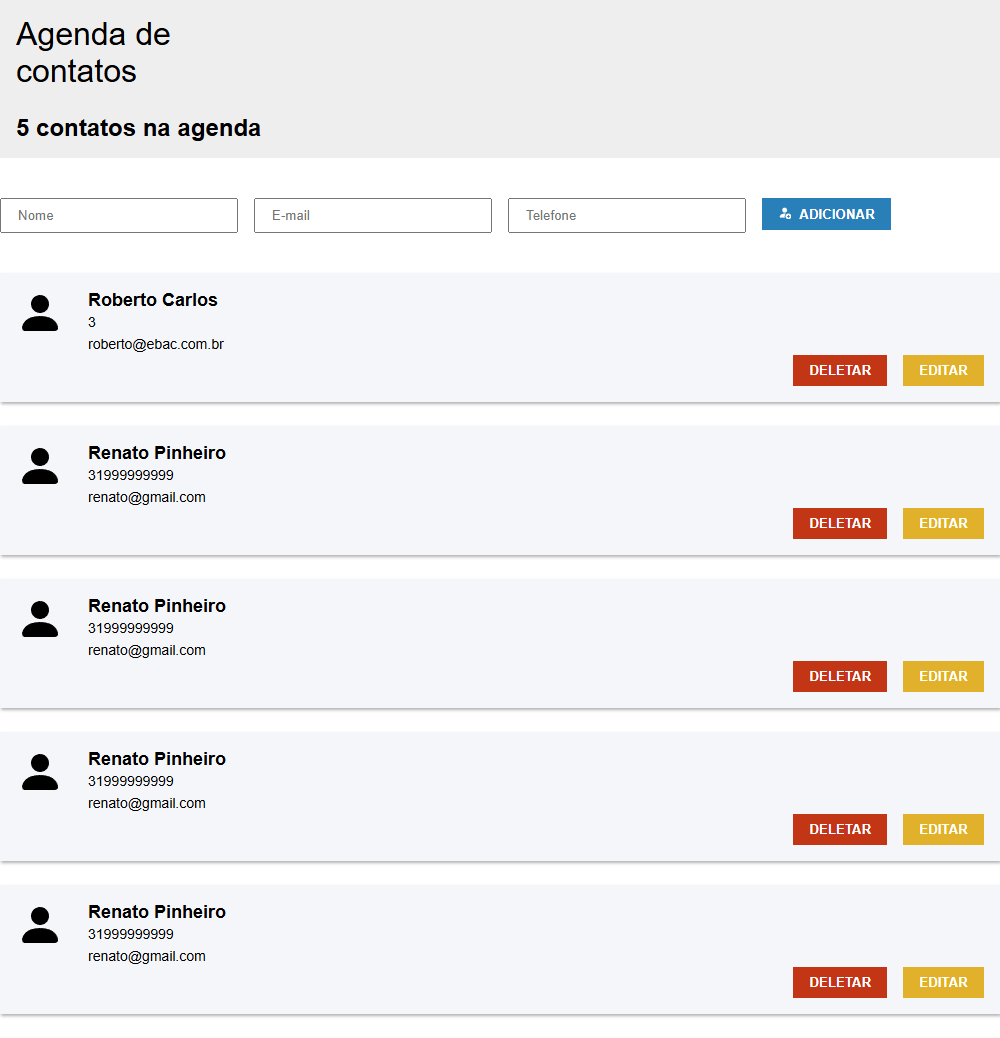 Agenda de
contatos
5 contatos na agenda
Nome
E-mail
Telefone
ADICIONAR
Roberto Carlos
3
roberto@ebac.com.br
DELETAR
EDITAR
Renato Pinheiro
31999999999
renato@gmail.com
DELETAR
EDITAR
Renato Pinheiro
31999999999
renato@gmail.com
DELETAR
EDITAR
Renato Pinheiro
31999999999
renato@gmail.com
DELETAR
EDITAR
Renato Pinheiro
31999999999
renato@gmail.com
DELETAR
EDITAR